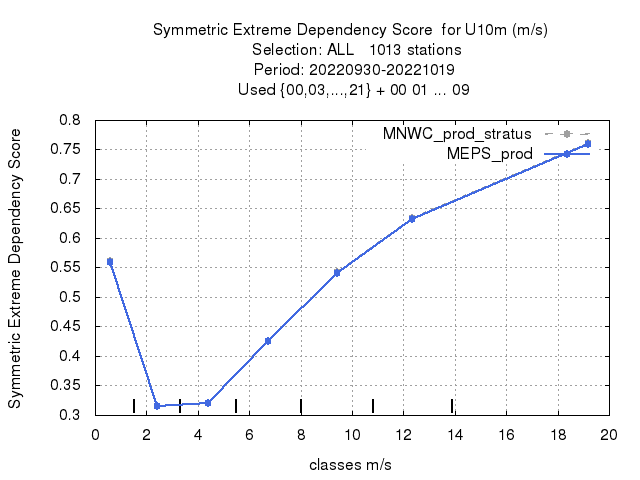 Symmetric Extreme Dependency Score  for U10m (m/s)
Selection: ALL   1013 stations
Period: 20220930-20221019
Used {00,03,...,21} + 00 01 ... 09
Symmetric Extreme Dependency Score
0.8
0.75
0.7
0.65
0.6
0.55
0.5
0.45
0.4
0.35
0.3
MNWC_prod_stratus
MEPS_prod
0 2 4 6 8 10 12 14 16 18 20
classes m/s